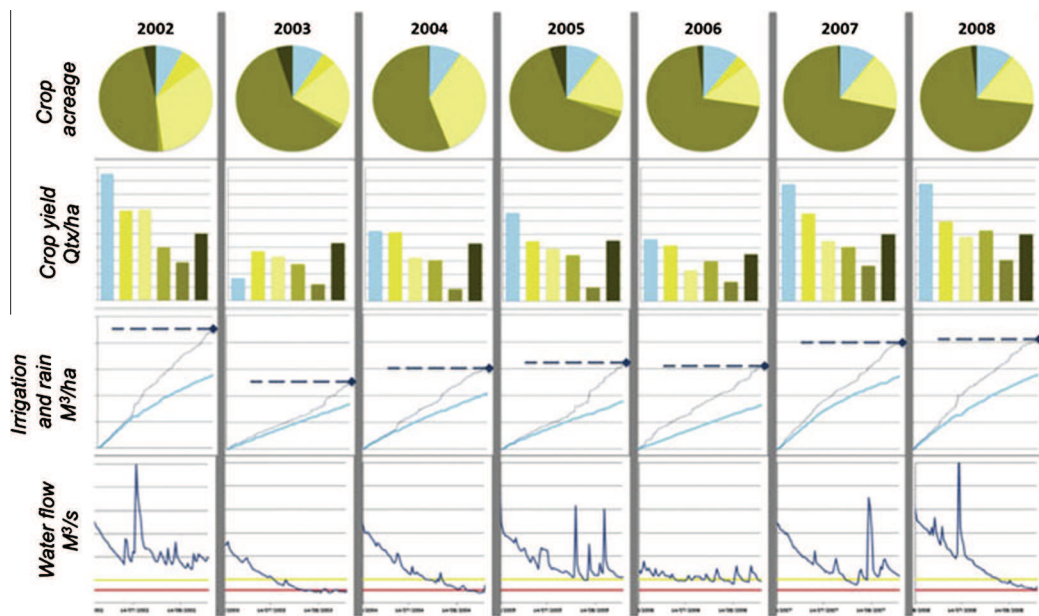 2002 2003 2004 2005 2006 2007 2008
Crop
acreage
Crop yield
Qtx/ha
Irrigation
and rain
M³/ha
Water flow
M³/s